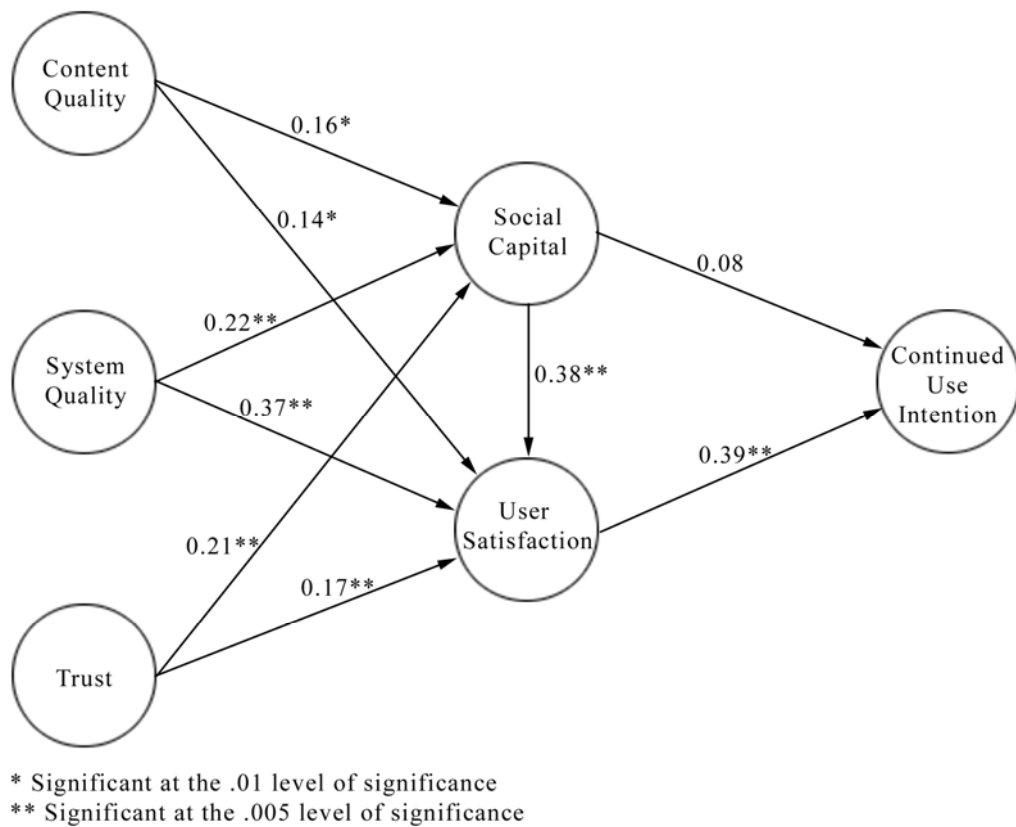 Content
Quality
0.16*
0.14*
Social
Capital
0.08
0.22**
System
Quality
0.37**
0.38**
Continued
Use
Intention
0.39**
User
Satisfaction
0.21**
0.17**
Trust
* Significant at the .01 level of significance
** Significant at the .005 level of significance